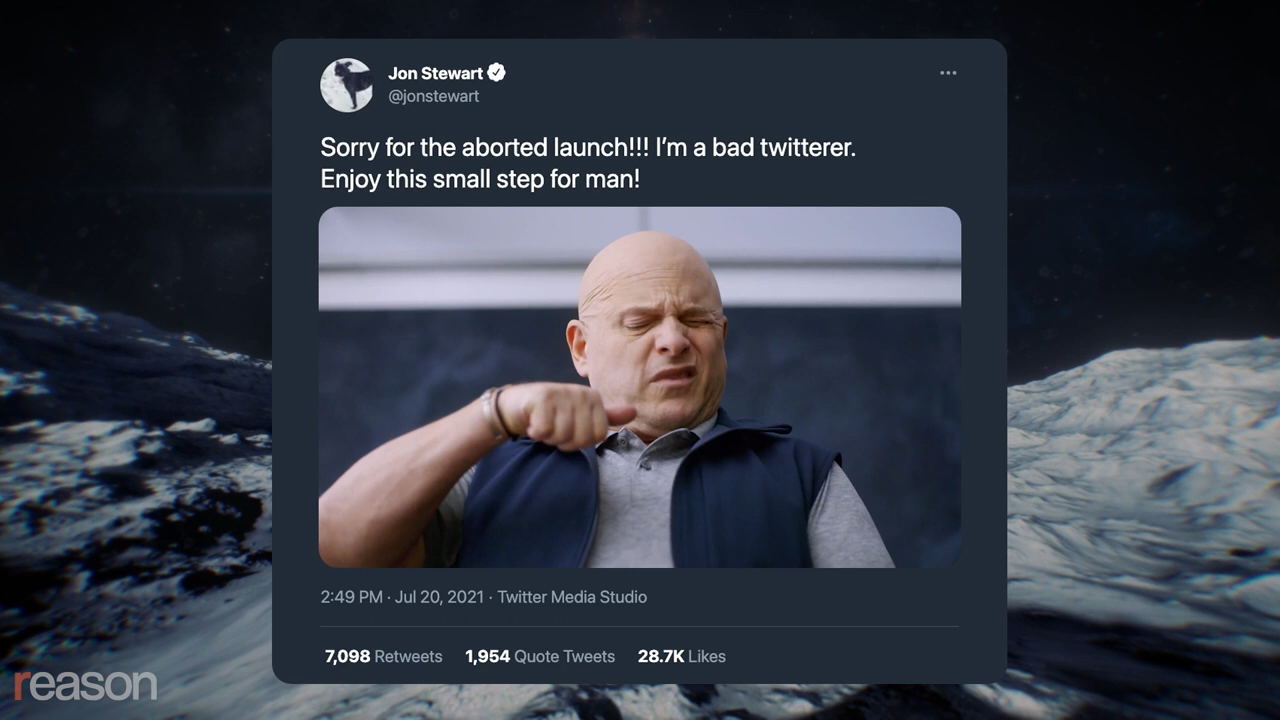 Jon Stewart
@jonstewart
Sorry for the aborted launch!!! I'm a bad twitterer.
Enjoy this small step for man!
2:49 PM · Jul 20, 2021 · Twitter Media Studio
7,098 Retweets 1,954 Quote Tweets 28.7K Likes
reason